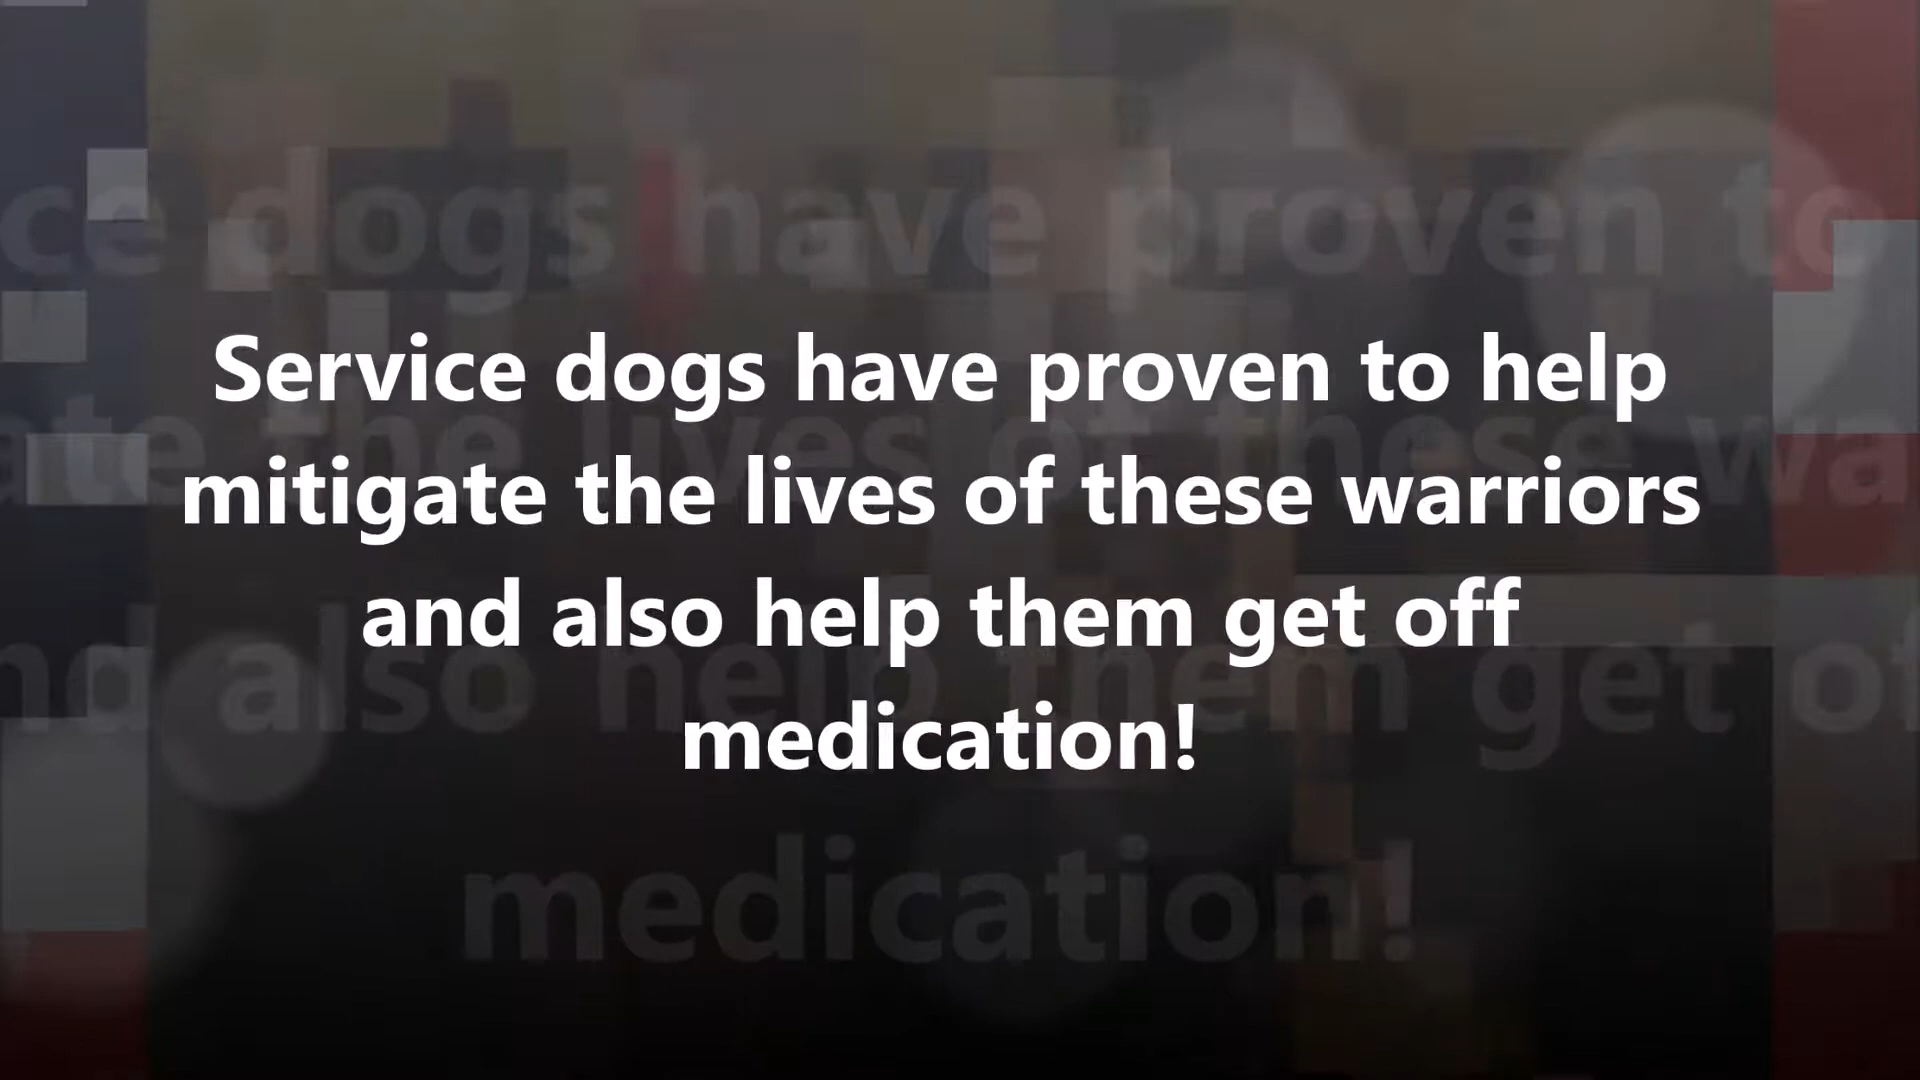 Service dogs have proven to help
mitigate the lives of these warriors
and also help them get off
medication!